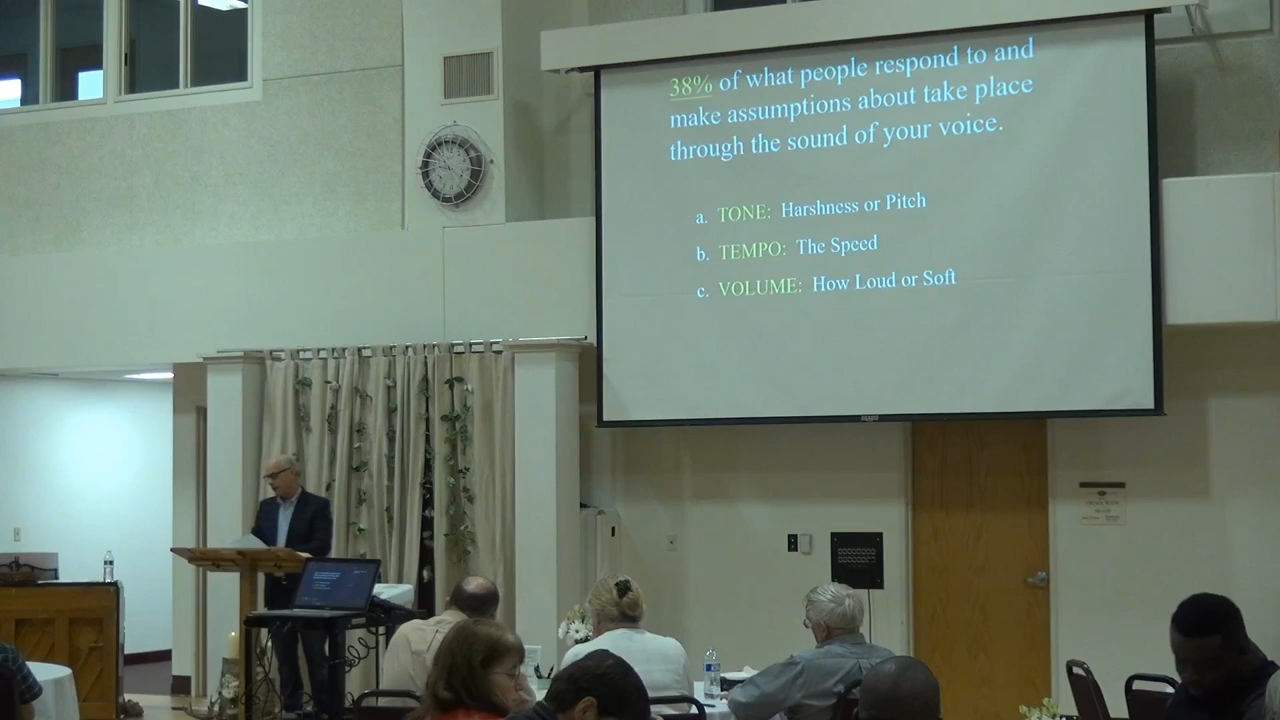 38% of what people respond to and
make assumptions about take place
through the sound of your voice.
a. TONE: Harshness or Pitch
b. TEMPO: The Speed
c. VOLUME: How Loud or Soft